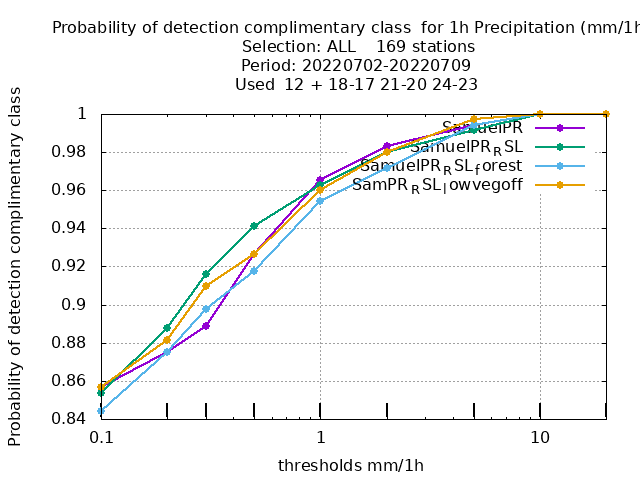 Probability of detection complimentary class  for 1h Precipitation (mm/1h
Selection: ALL    169 stations
Period: 20220702-20220709
Used  12 + 18-17 21-20 24-23
Probability of detection complimentary class
1
0.98
0.96
0.94
0.92
0.9
0.88
0.86
0.84
SamuelPR
SamuelPR_RSL
SamuelPR_RSL_forest
SamPR_RSL_lowvegoff
0.1
1
10
thresholds mm/1h